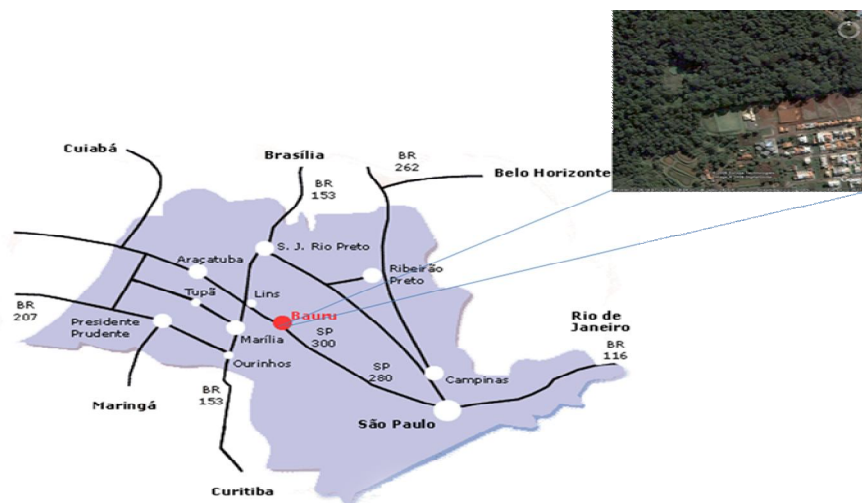 Cuiabá
Brasília
BR
262
Belo Horizonte
BR
153
S. J. Rio Preto
Araçatuba
Ribeirão
Preto
Tupã
Lins
Bauru
BR
207
Presidente
Prudente
Marília
SP
300
Rio de
Janeiro
BR
116
Ourinhos
SP
280
Campinas
BR
153
Maringá
São Paulo
Curitiba